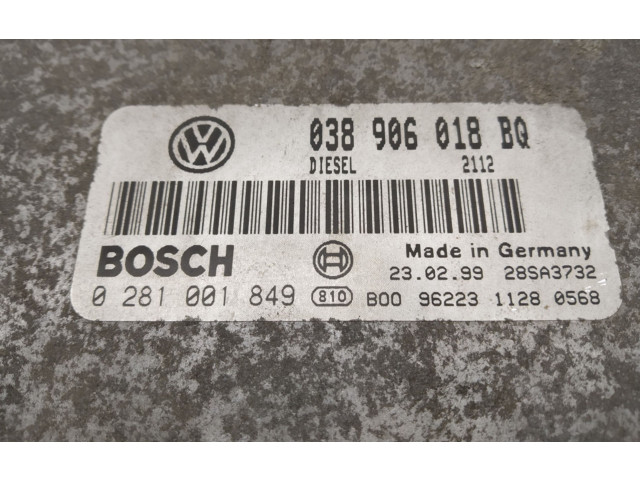 038 906 018 BQ
DIESEL 2112
BOSCH
Made in Germany
23.02.99 28SA3732
0 281 001 849 810 B00 96223 1128 0568